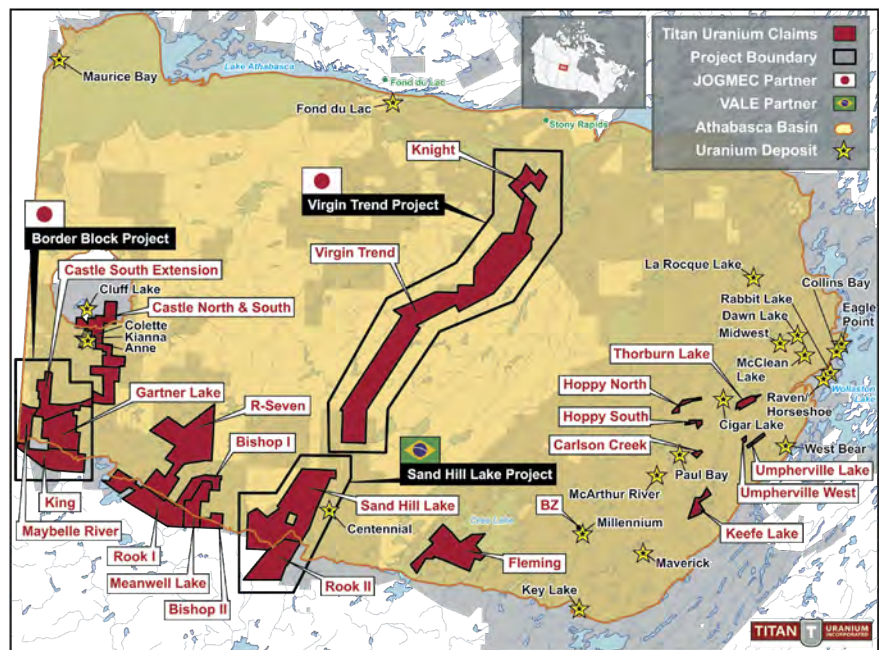 Titan Uranium Claims
Project Boundary
JOGMEC Partner
VALE Partner
Athabasca Basin
Uranium Deposit
Maurice Bay
Lake Athabasca
Fond du Lac
Fond du Lac
Stony Rapids
Knight
Virgin Trend Project
Virgin Trend
Border Block Project
Castle South Extension
Cluff Lake
Castle North & South
Colette
Kianna
Anne
Gartner Lake
R-Seven
Bishop I
King
Maybelle River
Rook I
Meanwell Lake
Bishop II
Sand Hill Lake Project
Sand Hill Lake
Centennial
Rook II
Cree Lake
Fleming
BZ
Millennium
Key Lake
Maverick
McArthur River
Paul Bay
Carlson Creek
Hoppy South
Hoppy North
Thorburn Lake
Cigar Lake
La Rocque Lake
Collins Bay
Rabbit Lake
Eagle
Point
Dawn Lake
Midwest
McClean
Lake
Raven/
Horseshoe
Wollaston
Lake
West Bear
Umpherville Lake
Umpherville West
Keefe Lake
TITAN T URANIUM
INCORPORATED